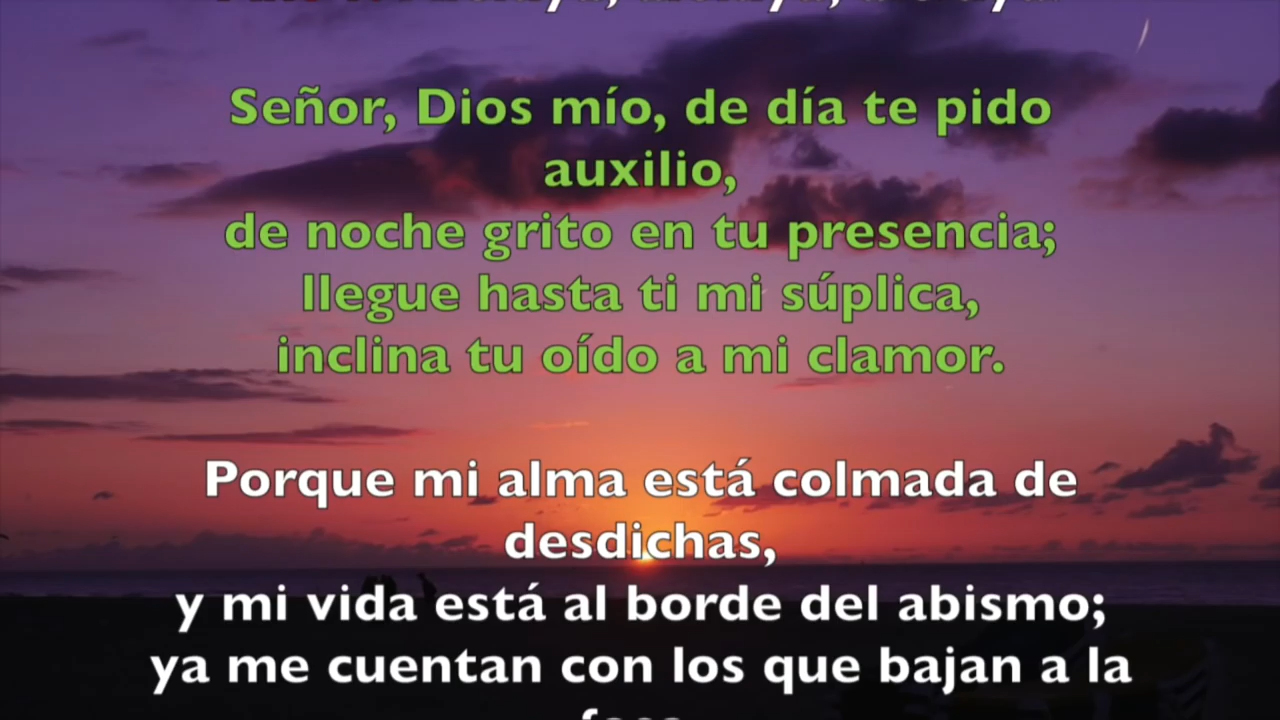 Señor, Dios mío, de día te pido
auxilio,
de noche grito en tu presencia;
llegue hasta ti mi súplica,
inclina tu oído a mi clamor.
Porque mi alma está colmada de
desdichas,
y mi vida está al borde del abismo;
ya me cuentan con los que bajan a la